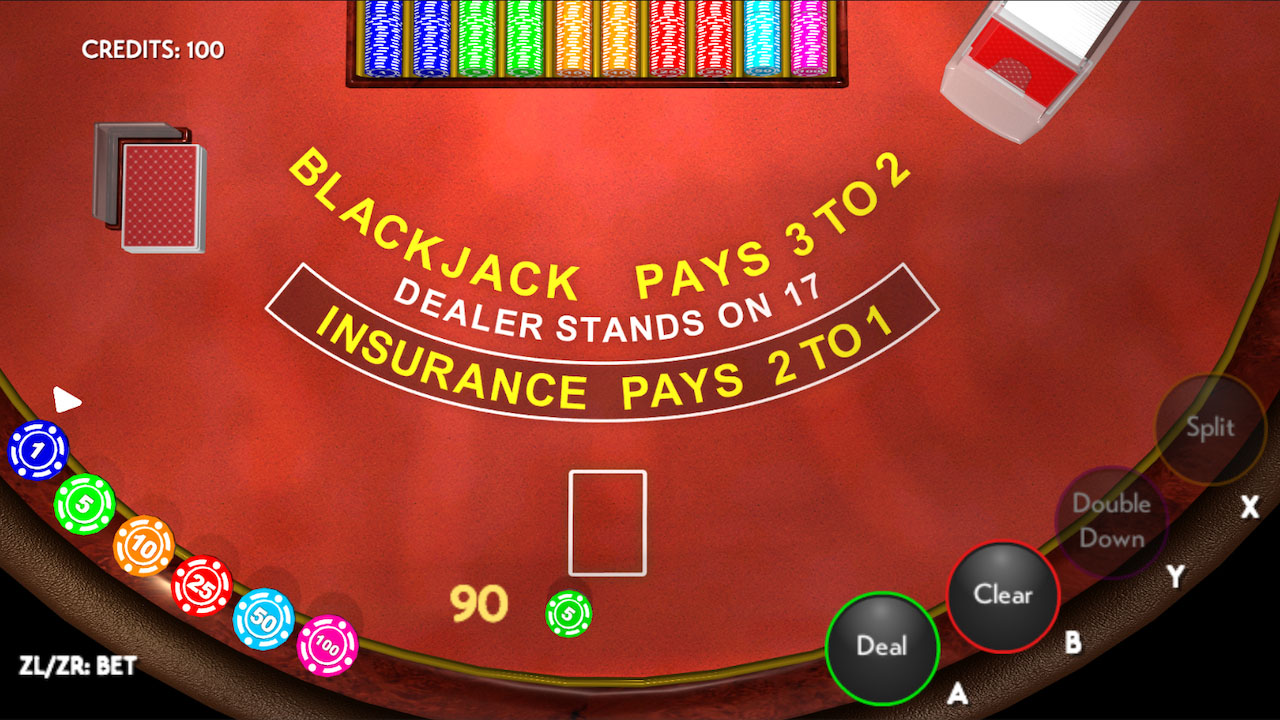 CREDITS: 100
BLACKJACK PAYS 3 TO 2
DEALER STANDS ON 17
INSURANCE PAYS 2 TO 1
1
5
10
25
50
100
90
5
Split
X
Double
Down
Y
Clear
B
Deal
A
ZL/ZR: BET